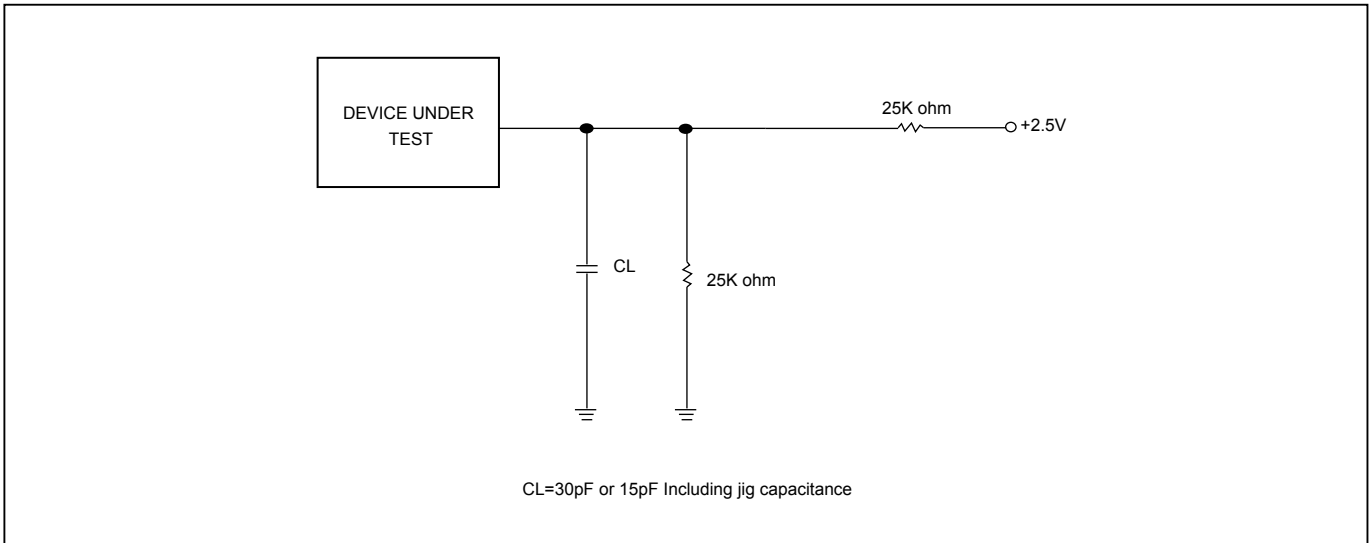 DEVICE UNDER
TEST
25K ohm
+2.5V
CL
25K ohm
CL=30pF or 15pF Including jig capacitance